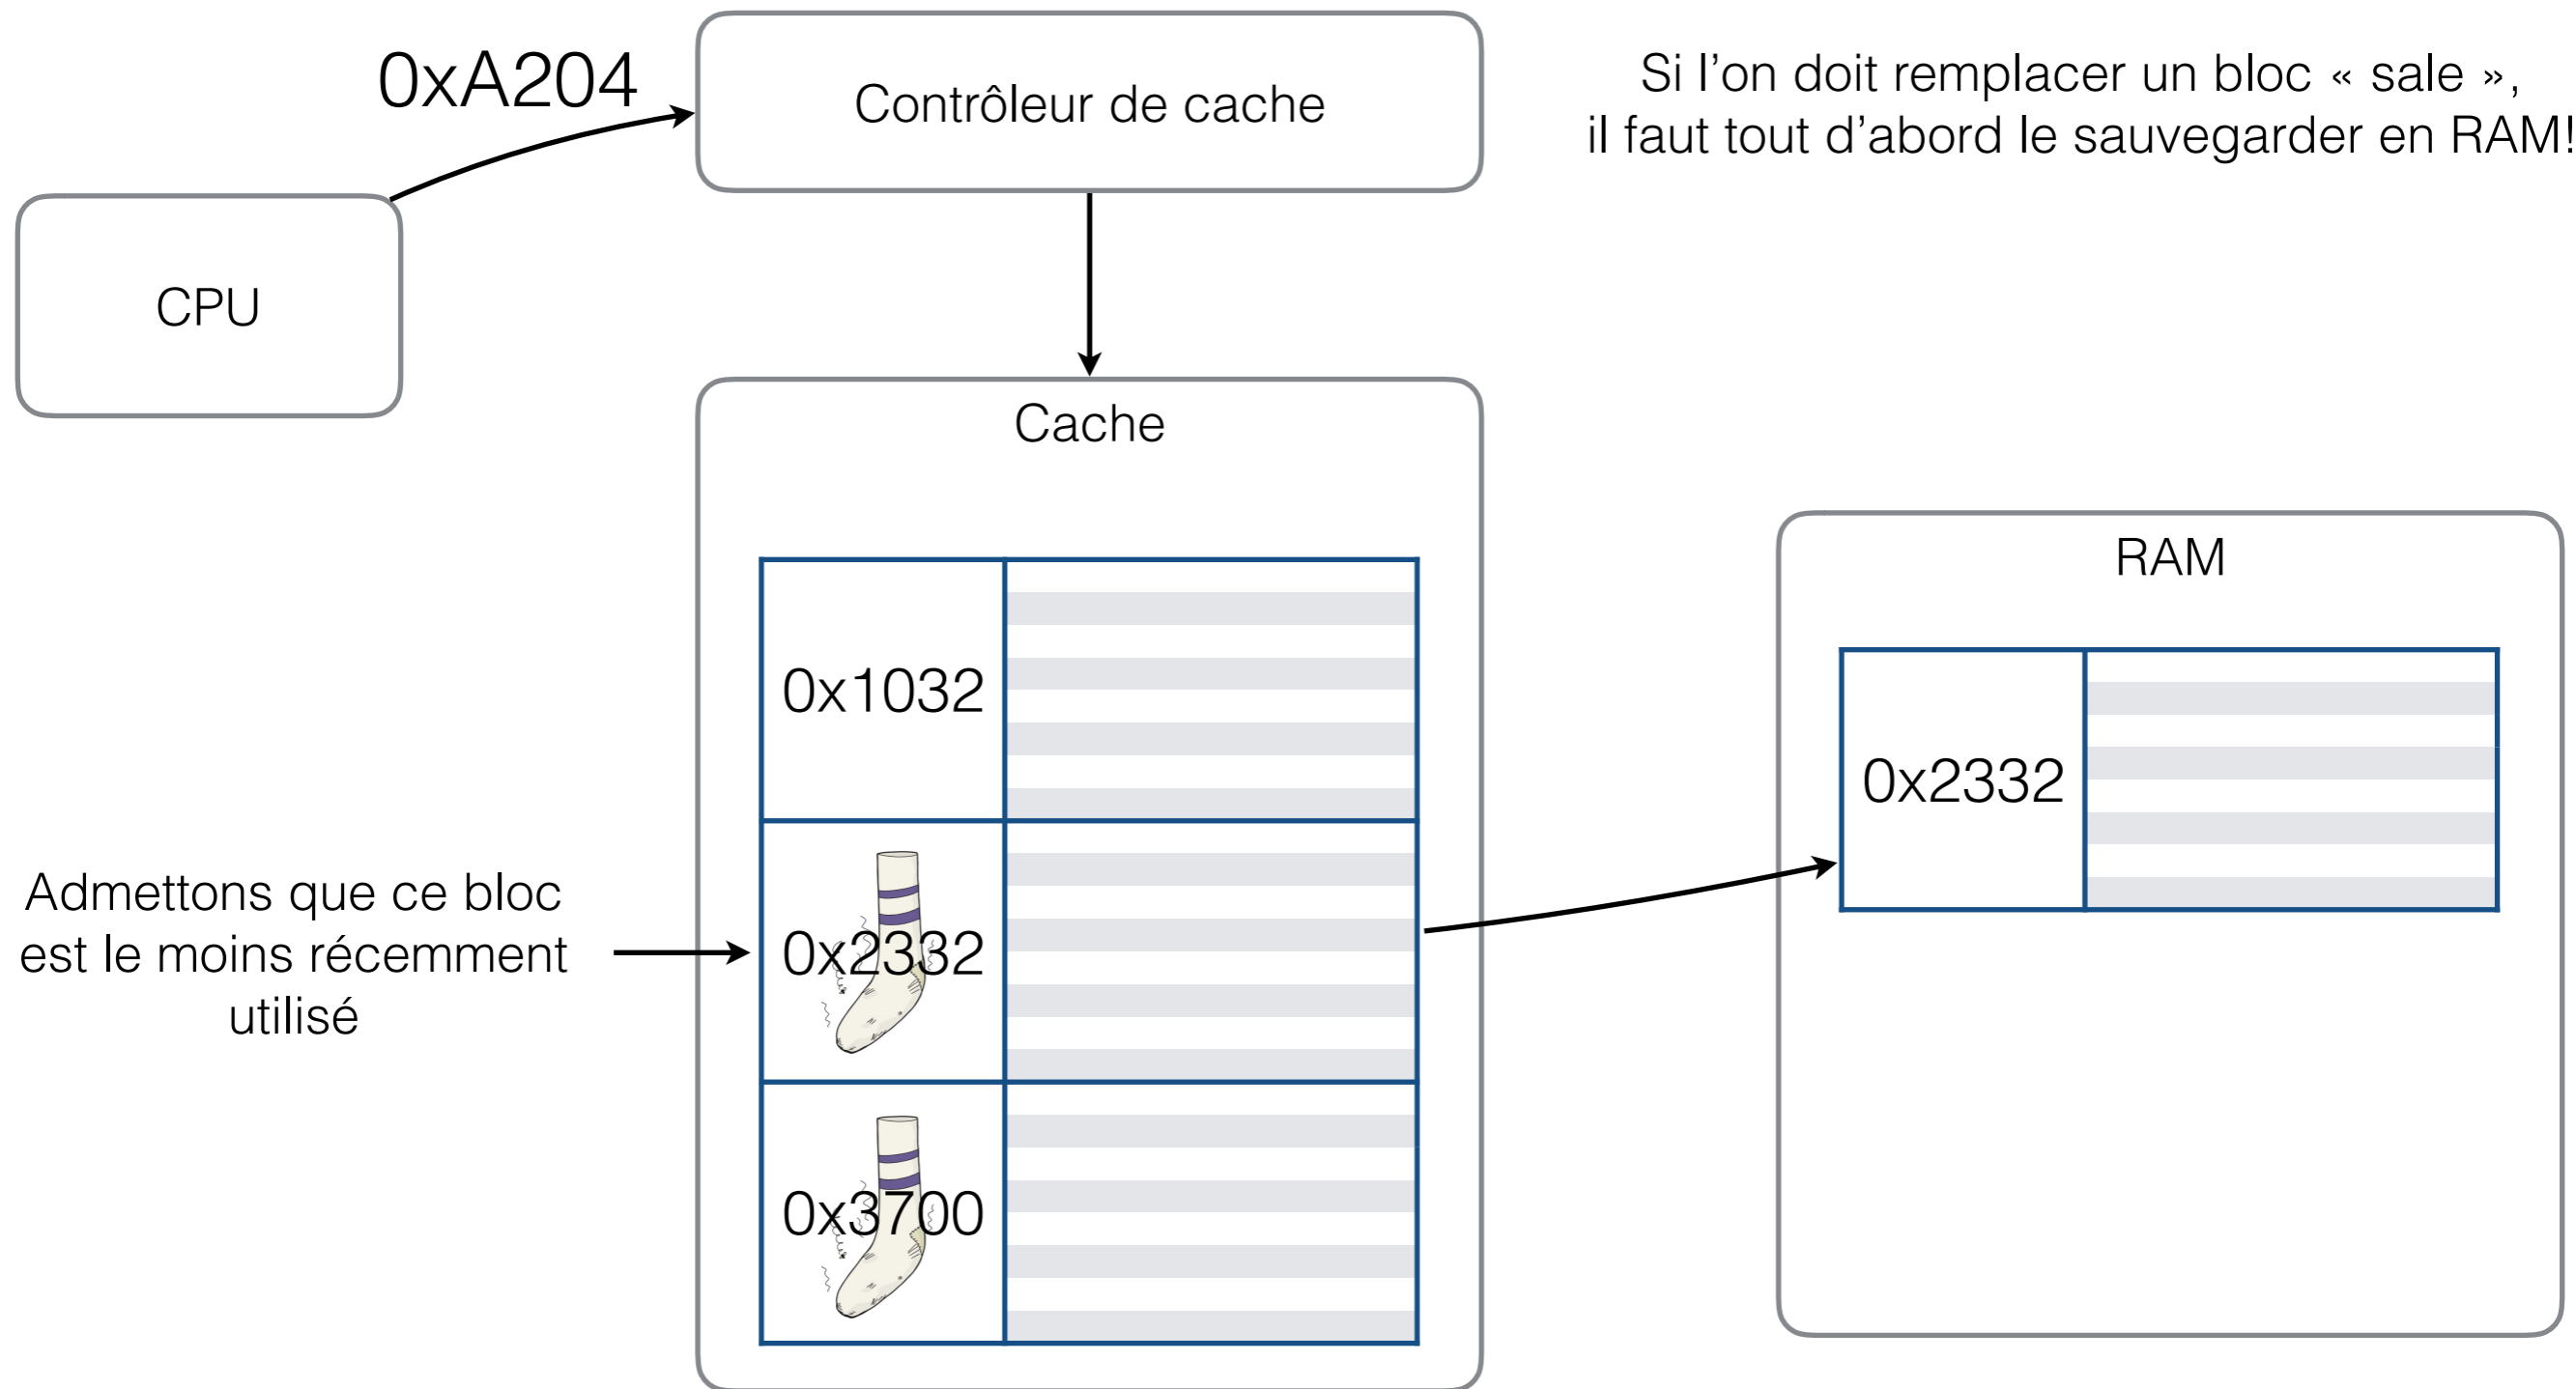 0xA204
Contrôleur de cache
Si l'on doit remplacer un bloc « sale »,
il faut tout d'abord le sauvegarder en RAM!
CPU
Cache
RAM
0x1032
0x2332
Admettons que ce bloc
est le moins récemment
utilisé
0x2332
0x3700